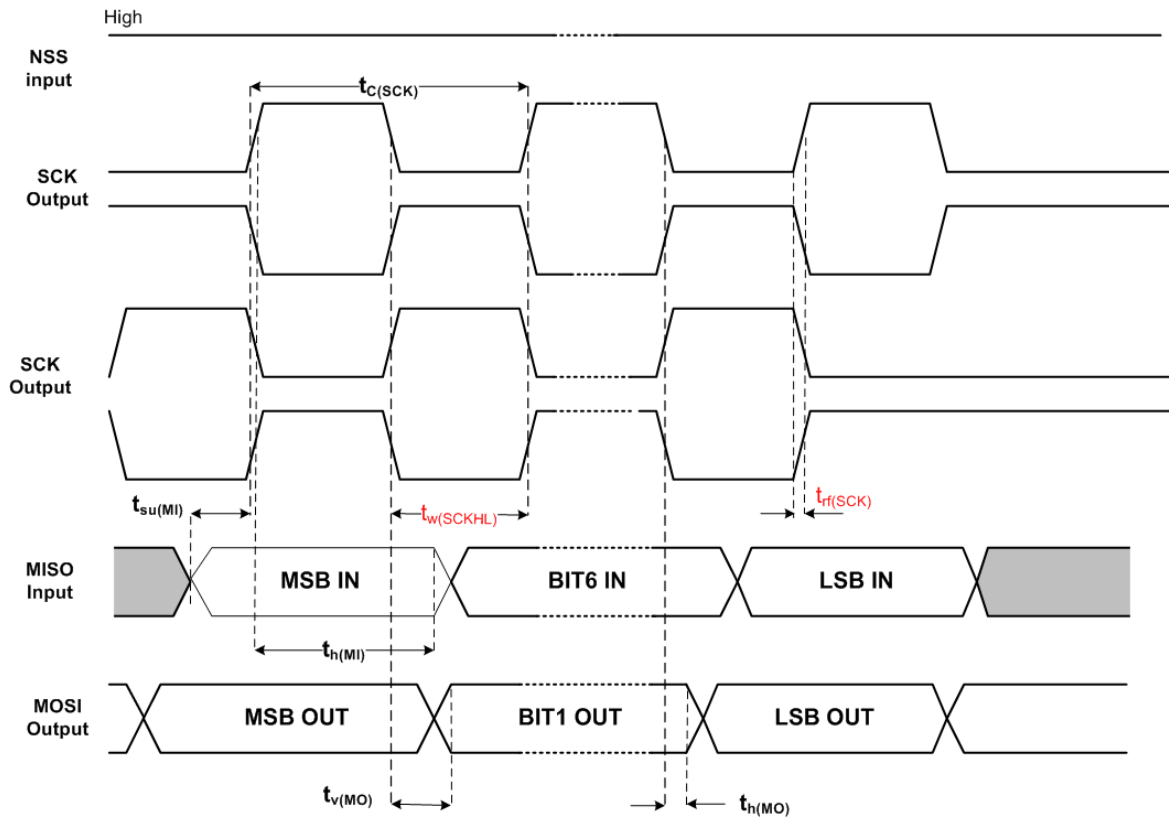 High
NSS
input
tC(SCK)
SCK
Output
SCK
Output
tsu(MI)
tw(SCKHL)
trf(SCK)
MISO
Input
MSB IN
BIT6 IN
LSB IN
th(MI)
MOSI
Output
MSB OUT
BIT1 OUT
LSB OUT
tv(MO)
th(MO)